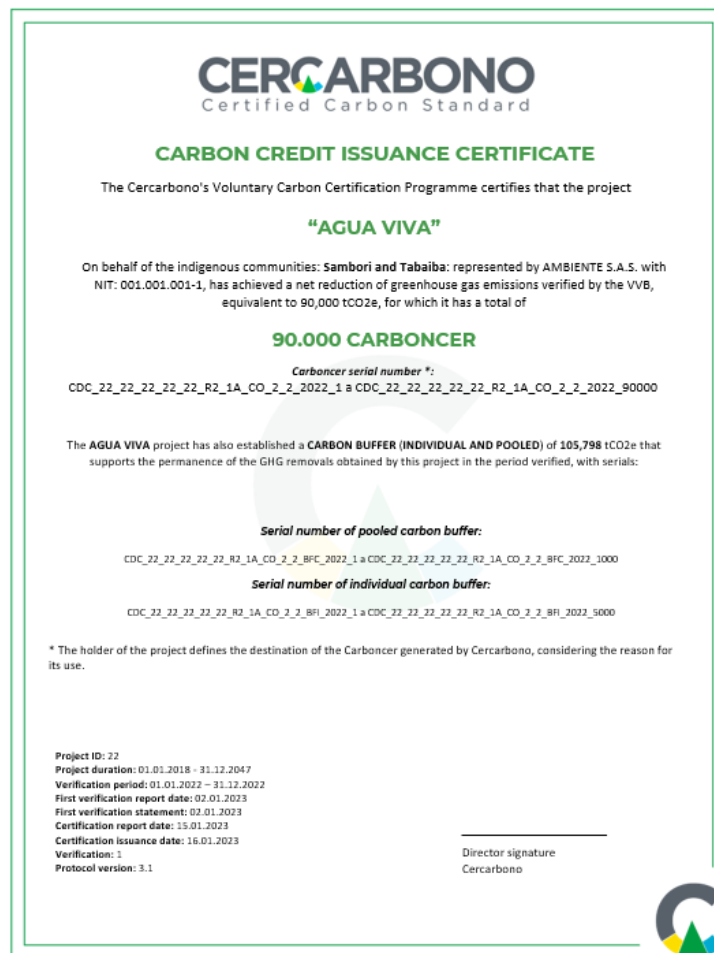 CERCARBONO
Certified Carbon Standard
CARBON CREDIT ISSUANCE CERTIFICATE
The Cercarbono's Voluntary Carbon Certification Programme certifies that the project
“AGUA VIVA”
On behalf of the indigenous communities: Sambori and Tabaiba: represented by AMBIENTE S.A.S. with
NIT: 001.001.001-1, has achieved a net reduction of greenhouse gas emissions verified by the VVB,
equivalent to 90,000 tCO2e, for which it has a total of
90.000 CARBONCER
Carboncer serial number *:
CDC_22_22_22_22_22_R2_1A_CO_2_2_2022_1 a CDC_22_22_22_22_22_R2_1A_CO_2_2_2022_90000
The AGUA VIVA project has also established a CARBON BUFFER (INDIVIDUAL AND POOLED) of 105,798 tCO2e that
supports the permanence of the GHG removals obtained by this project in the period verified, with serials:
Serial number of pooled carbon buffer:
CDC_22_22_22_22_22_R2_1A_CO_2_2_BFC_2022_1 a CDC_22_22_22_22_22_R2_1A_CO_2_2_BFC_2022_1000
Serial number of individual carbon buffer:
CDC_22_22_22_22_22_R2_1A_CO_2_2_BFI_2022_1 a CDC_22_22_22_22_22_R2_1A_CO_2_2_BFI_2022_5000
* The holder of the project defines the destination of the Carboncer generated by Cercarbono, considering the reason for
its use.
Project ID: 22
Project duration: 01.01.2018 - 31.12.2047
Verification period: 01.01.2022 – 31.12.2022
First verification report date: 02.01.2023
First verification statement: 02.01.2023
Certification report date: 15.01.2023
Certification issuance date: 16.01.2023
Verification: 1
Protocol version: 3.1
Director signature
Cercarbono